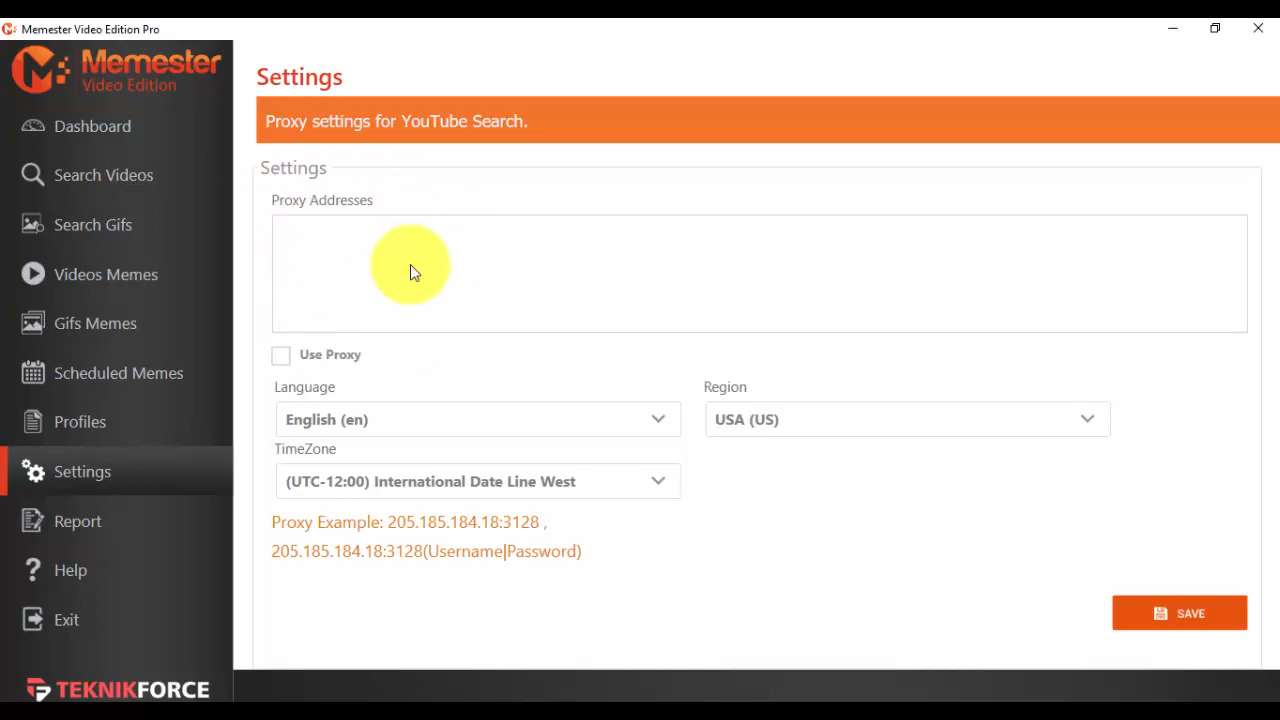 Memester Video Edition Pro
Memester
Video Edition
Dashboard
Search Videos
Search Gifs
Videos Memes
Gifs Memes
Scheduled Memes
Profiles
Settings
Report
Help
Exit
TEKNIKFORCE
Settings
Proxy settings for YouTube Search.
Settings
Proxy Addresses
Use Proxy
Language
Region
English (en)
USA (US)
TimeZone
(UTC-12:00) International Date Line West
Proxy Example: 205.185.184.18:3128 ,
205.185.184.18:3128(Username|Password)
SAVE